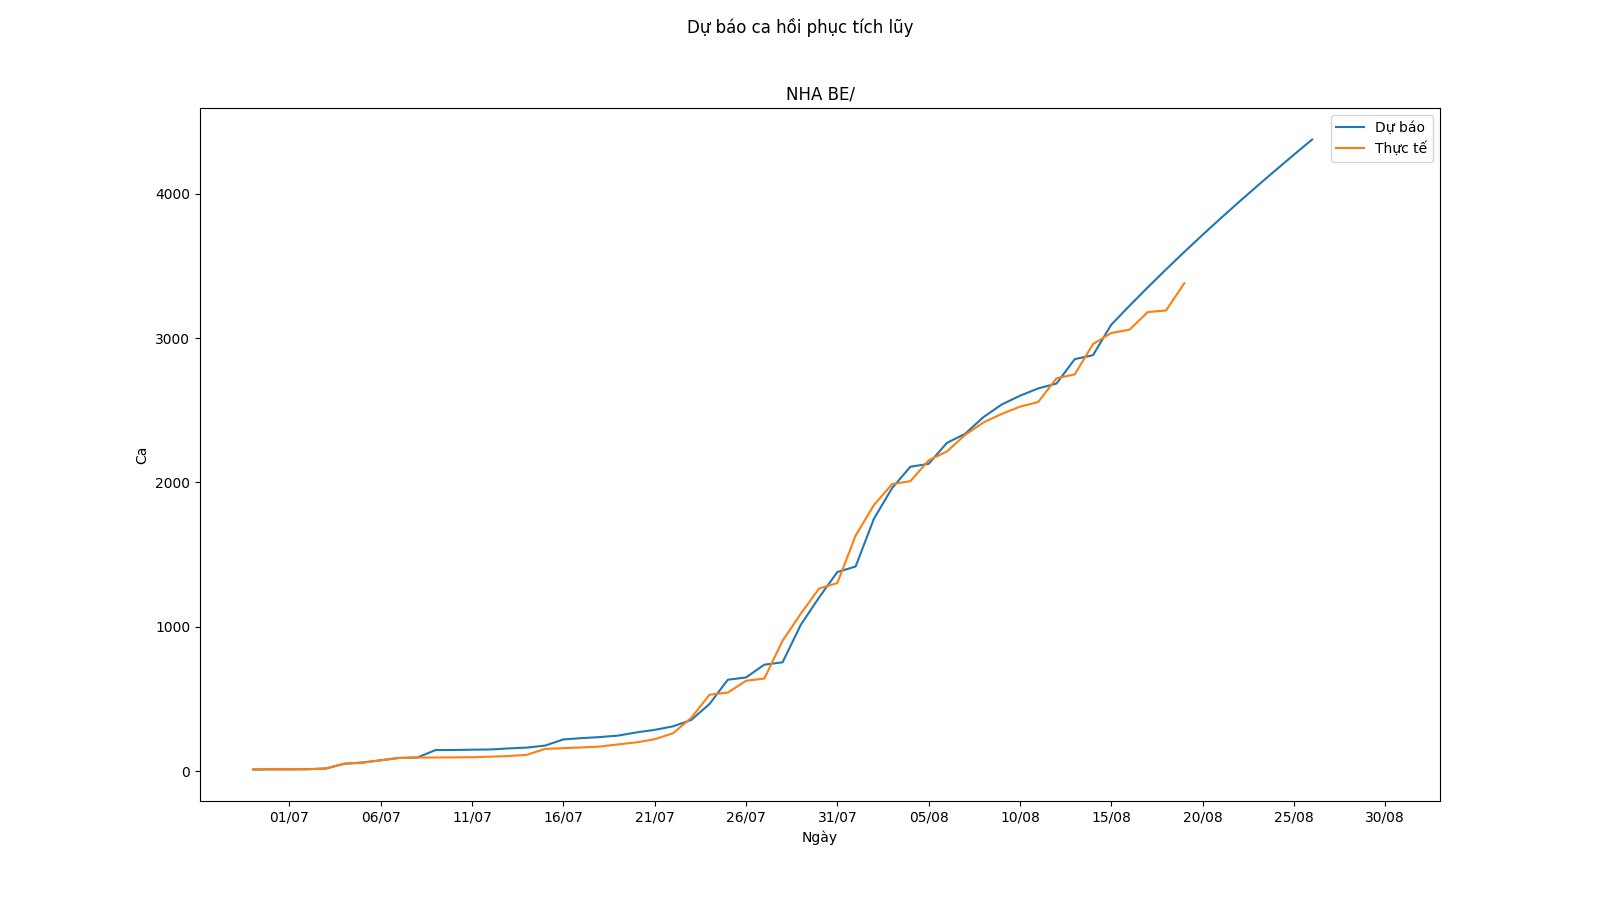 Dự báo ca hồi phục tích lũy
NHA BE/
Dự báo
Thực tế
4000
3000
2000
1000
0
Ca
01/07 06/07 11/07 16/07 21/07 26/07 31/07 05/08 10/08 15/08 20/08 25/08 30/08
Ngày